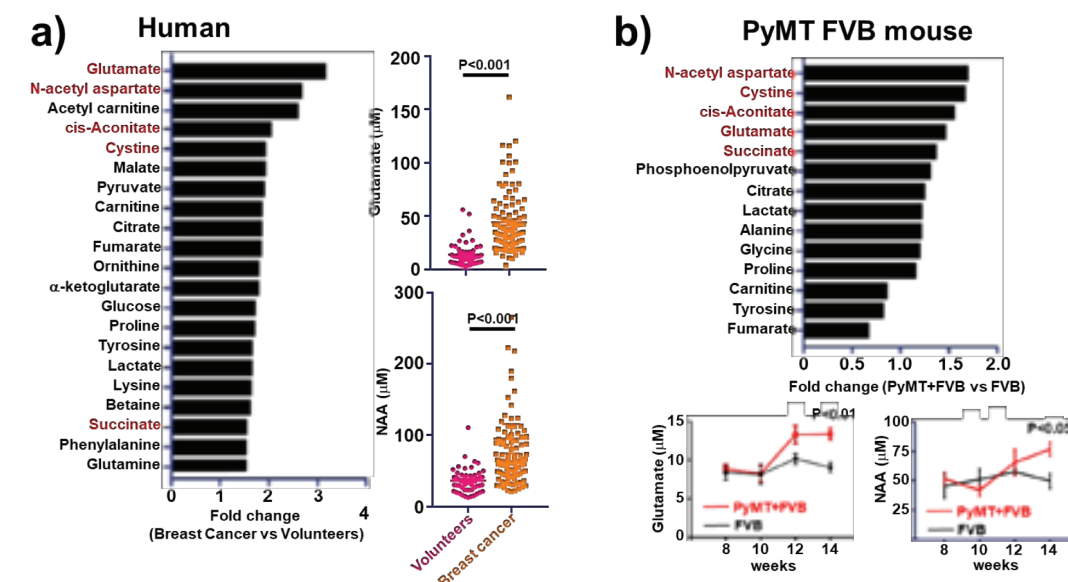 a)
Human
Glutamate
N-acetyl aspartate
Acetyl carnitine
cis-Aconitate
Cystine
Malate
Pyruvate
Carnitine
Citrate
Fumarate
Ornithine
α-ketoglutarate
Glucose
Proline
Tyrosine
Lactate
Lysine
Betaine
Succinate
Phenylalanine
Glutamine
0 1 2 3 4
Fold change
(Breast Cancer vs Volunteers)
200
150
100
50
0
Glutamate (μM)
P<0.001
300
200
100
0
NAA (μM)
P<0.001
Volunteers
Breast cancer
b)
PyMT FVB mouse
N-acetyl aspartate
Cystine
cis-Aconitate
Glutamate
Succinate
Phosphoenolpyruvate
Citrate
Lactate
Alanine
Glycine
Proline
Carnitine
Tyrosine
Fumarate
0 0.5 1.0 1.5 2.0
Fold change (PyMT+FVB vs FVB)
15
10
5
0
Glutamate (μM)
P<0.01
PyMT+FVB
FVB
8 10 12 14
weeks
100
75
50
25
NAA (μM)
P<0.05
PyMT+FVB
FVB
8 10 12 14
weeks